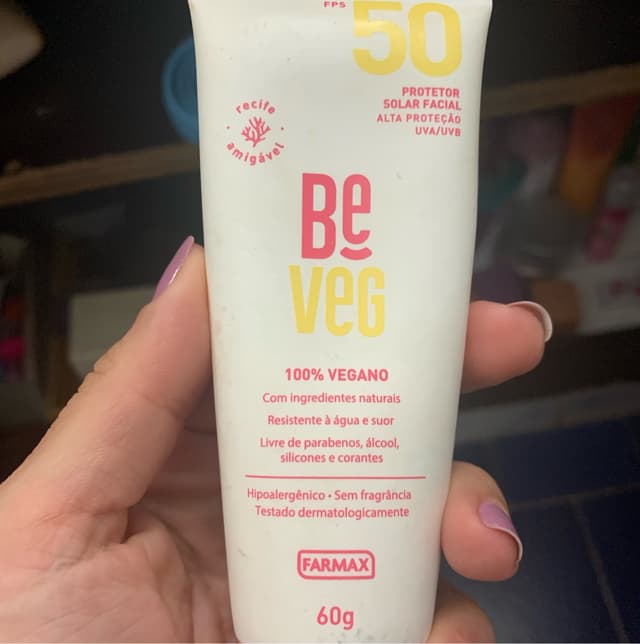 FPS
50
PROTETOR
SOLAR FACIAL
ALTA PROTEÇÃO
UVA/UVB
recife
amigável
Be
veg
100% VEGANO
Com ingredientes naturais
Resistente à água e suor
Livre de parabenos, álcool,
silicones e corantes
Hipoalergênico • Sem fragrância
Testado dermatologicamente
FARMAX
60g